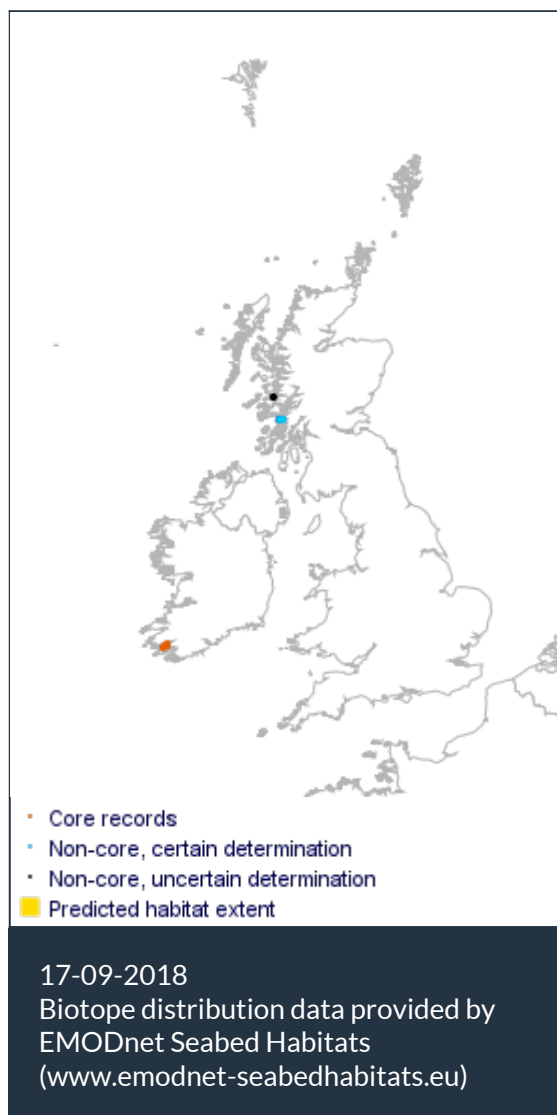 Core records
Non-core, certain determination
Non-core, uncertain determination
Predicted habitat extent
17-09-2018
Biotope distribution data provided by
EMODnet Seabed Habitats
(www.emodnet-seabedhabitats.eu)